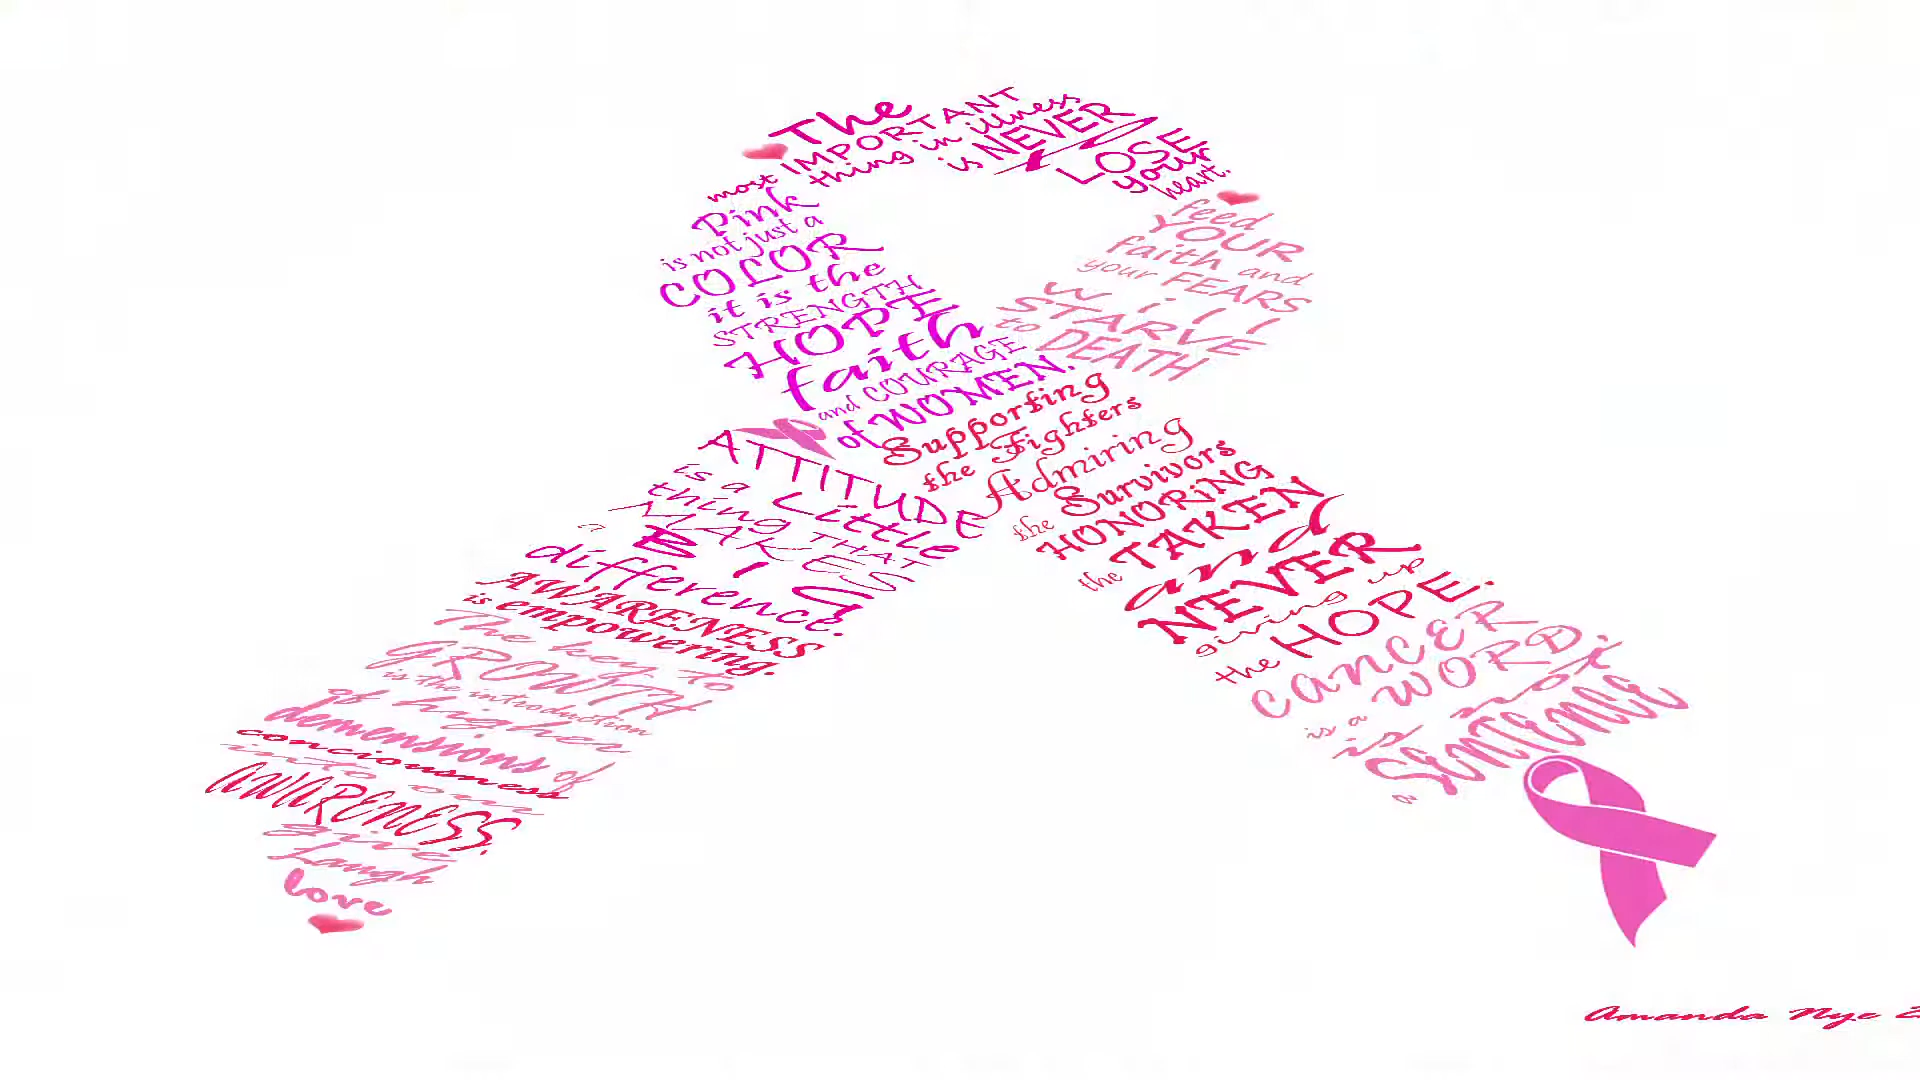 The
most IMPORTANT
thing in illness
is NEVER
LOSE
your
heart.
Pink
is not just a
COLOR
it is the
STRENGTH
HOPE
faith
and COURAGE
of WOMEN.
feed
YOUR
faith and
your FEARS
will
STARVE
to DEATH
Supporting
the Fighters
Admiring
the Survivors
HONORING
the TAKEN
and
NEVER
giving up
the HOPE.
CANCER
is a WORD,
is not
a SENTENCE
ATTITUDE
is a Little
thing THAT
MAKES
a BIG
difference.
AWARENESS
is empowering.
The key to
GROWTH
is the introduction
of higher
demensions of
conciousness
into our
AWARENESS.
Laugh
love
Amanda Nye